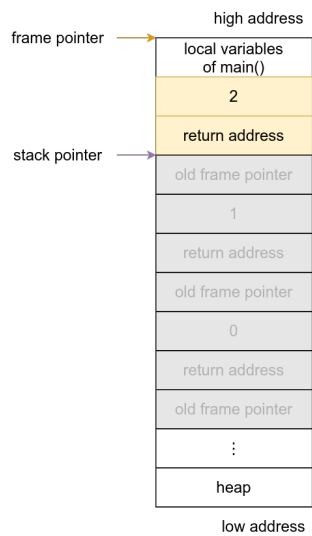 high address
frame pointer
local variables
of main()
2
return address
stack pointer
old frame pointer
1
return address
old frame pointer
0
return address
old frame pointer
⋮
heap
low address